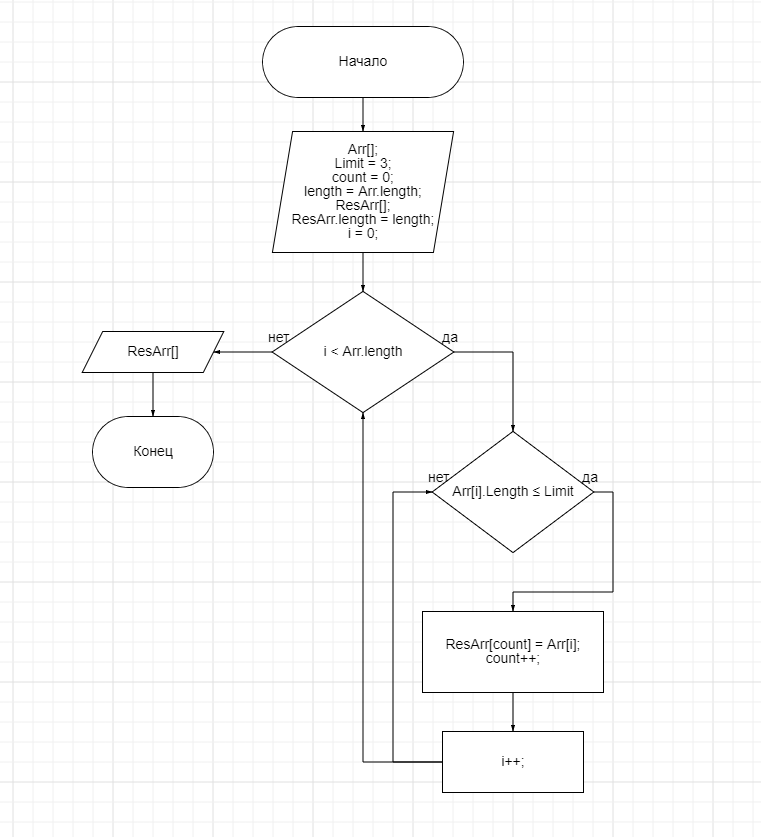 Начало
Arr[];
Limit = 3;
count = 0;
length = Arr.length;
ResArr[];
ResArr.length = length;
i = 0;
нет
i < Arr.length
да
ResArr[]
Конец
нет
Arr[i].Length ≤ Limit
да
ResArr[count] = Arr[i];
count++;
i++;